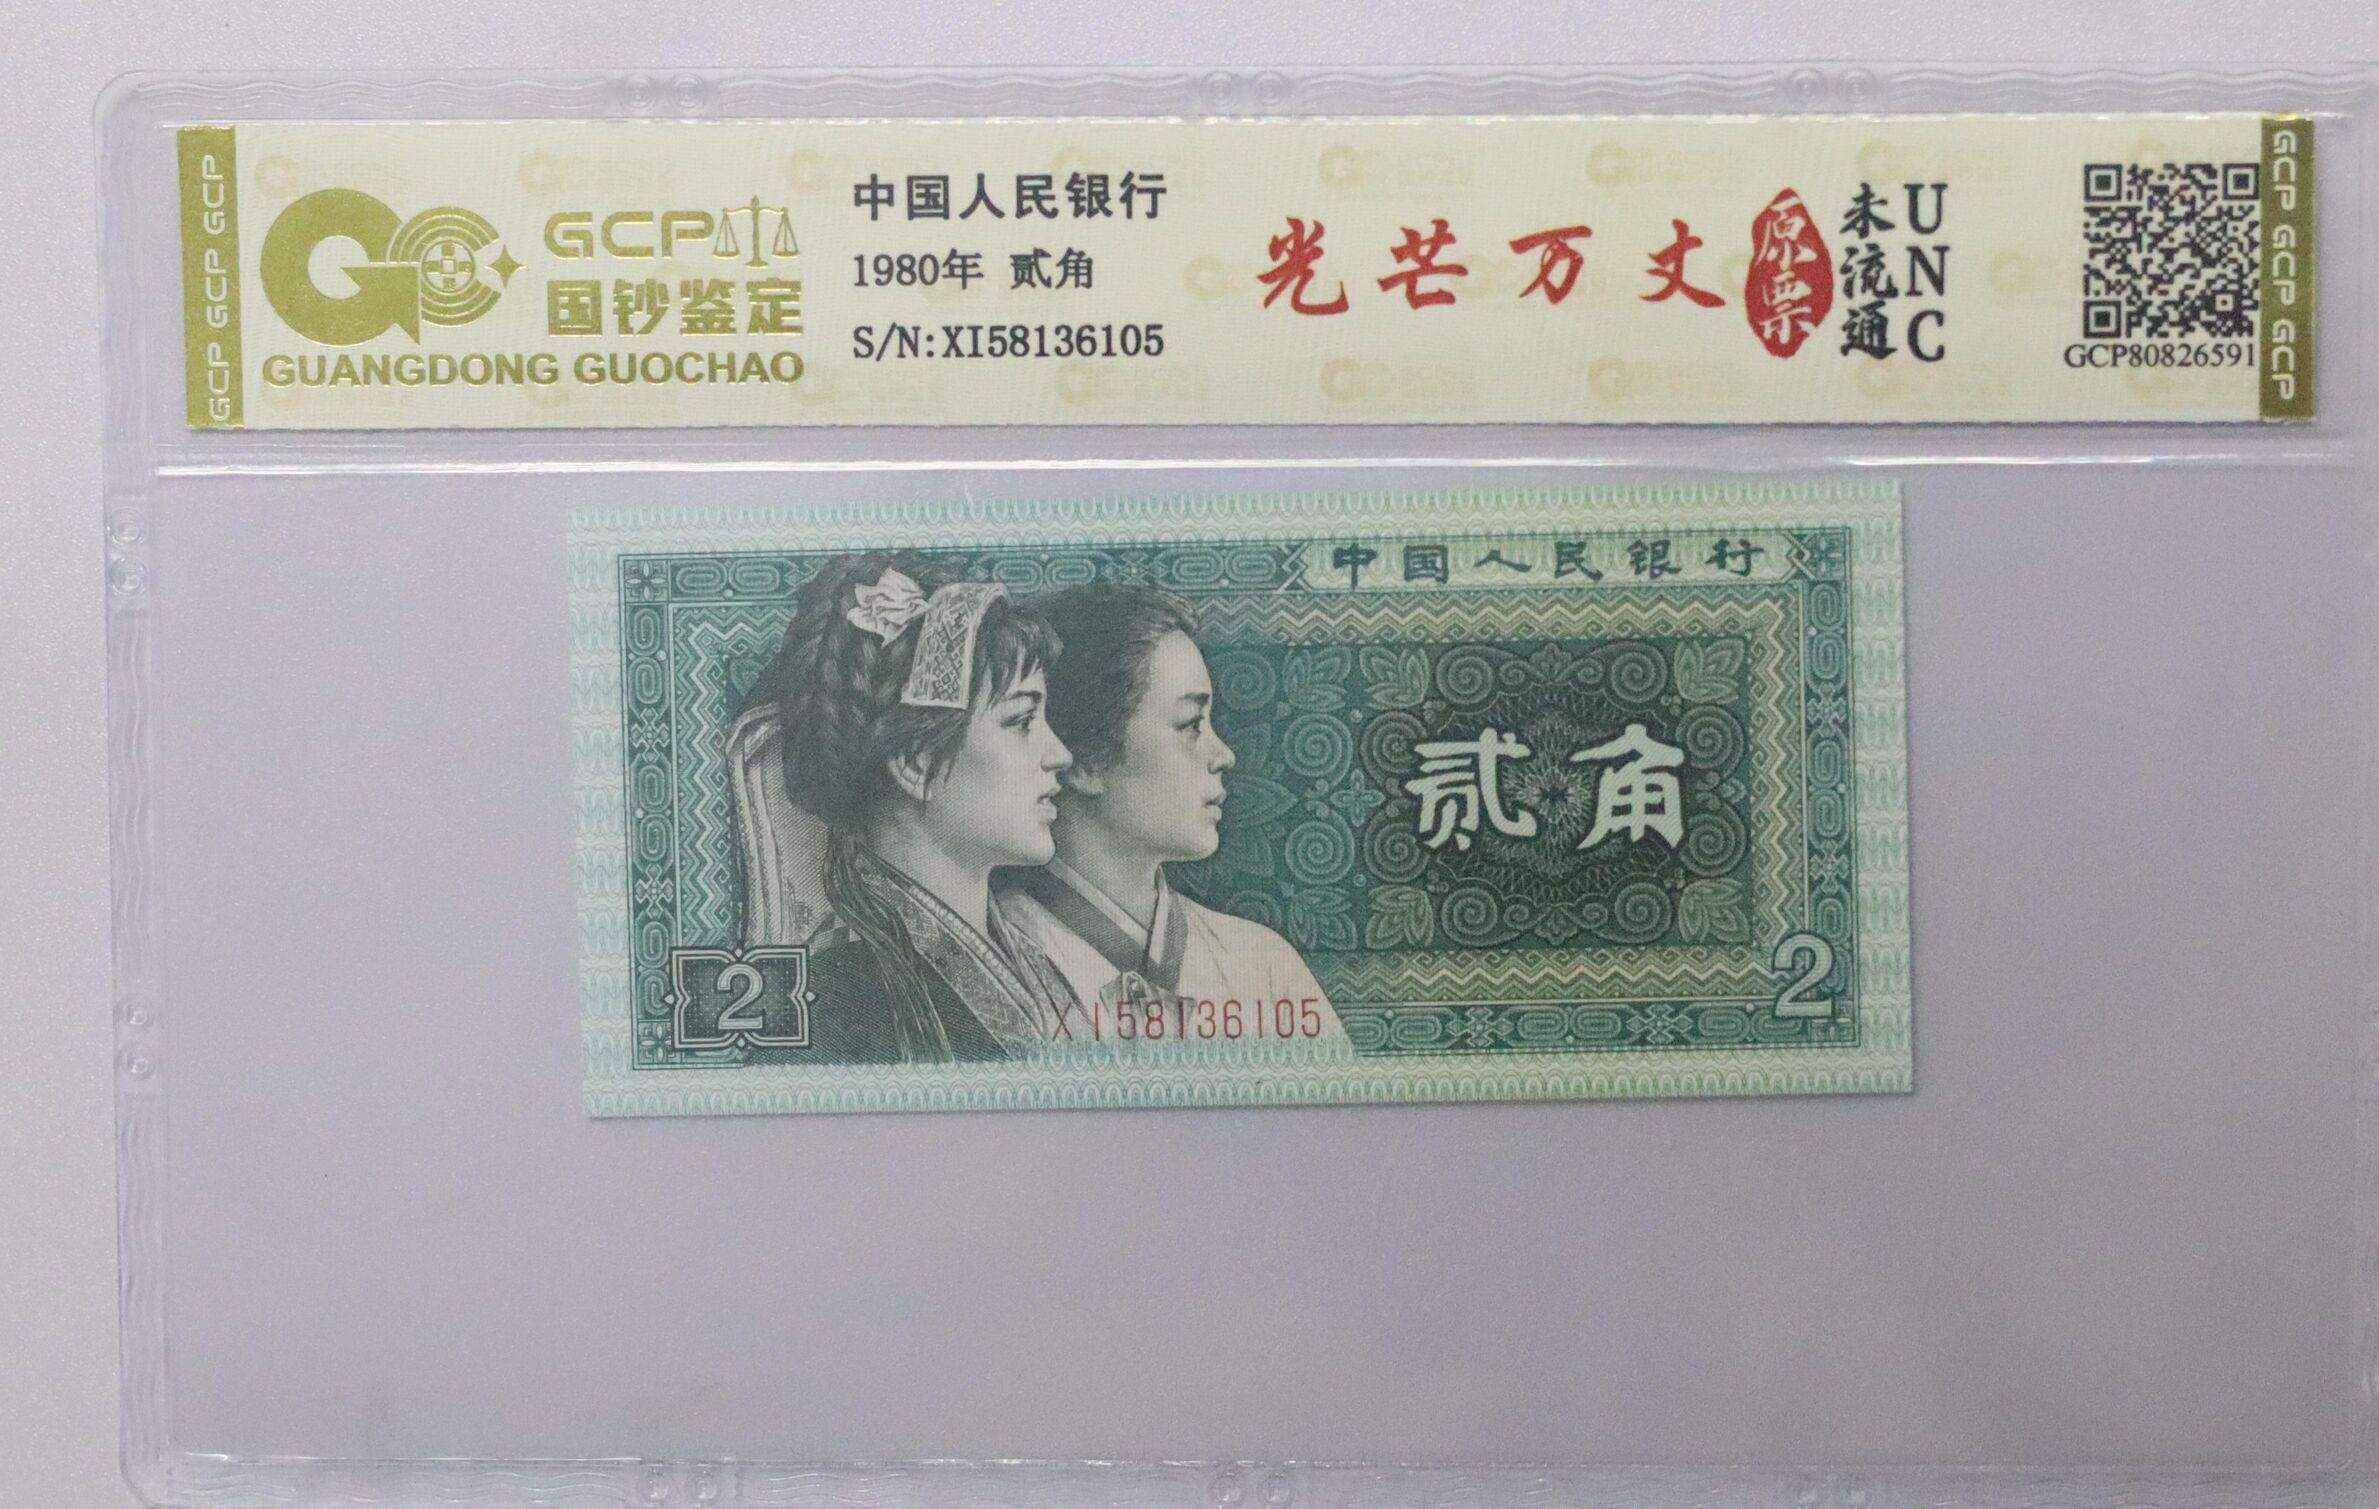 GCP GCP GCP
GCP
国钞鉴定
GUANGDONG GUOCHAO
中国人民银行
1980年 贰角
S/N:XI58136105
光芒万丈
原票
未流通
UNC
GCP80826591
GCP GCP GCP
中国人民银行
贰角
2
XI58136105
2